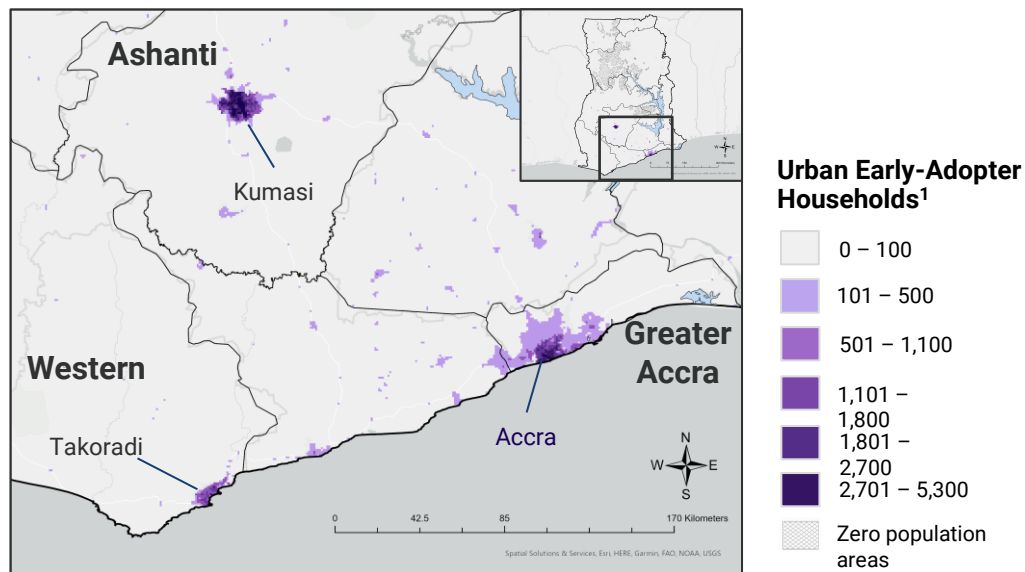 Ashanti
Kumasi
Western
Takoradi
Greater
Accra
Accra
N
W
E
S
0
42.5
85
170 Kilometers
Spatial Solutions & Services, Esri, HERE, Garmin, FAO, NOAA, USGS
N
W
E
S
Urban Early-Adopter
Households¹
0 – 100
101 – 500
501 – 1,100
1,101 –
1,800
1,801 –
2,700
2,701 – 5,300
Zero population
areas